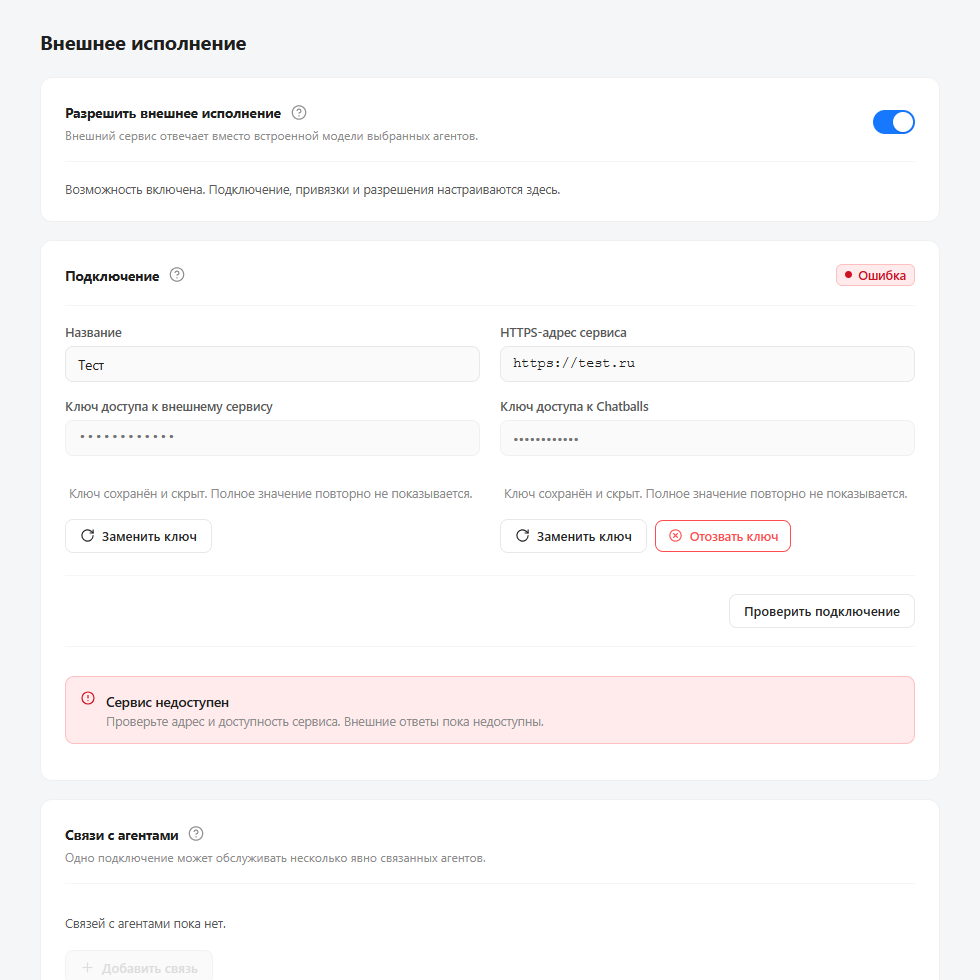 Внешнее исполнение
Разрешить внешнее исполнение ?
Внешний сервис отвечает вместо встроенной модели выбранных агентов.
Возможность включена. Подключение, привязки и разрешения настраиваются здесь.
Подключение ?
Ошибка
Название
HTTPS-адрес сервиса
Тест
https://test.ru
Ключ доступа к внешнему сервису
Ключ доступа к Chatballs
••••••••••••
••••••••••••
Ключ сохранён и скрыт. Полное значение повторно не показывается.
Ключ сохранён и скрыт. Полное значение повторно не показывается.
Заменить ключ
Заменить ключ
Отозвать ключ
Проверить подключение
Сервис недоступен
Проверьте адрес и доступность сервиса. Внешние ответы пока недоступны.
Связи с агентами ?
Одно подключение может обслуживать несколько явно связанных агентов.
Связей с агентами пока нет.
+ Добавить связь